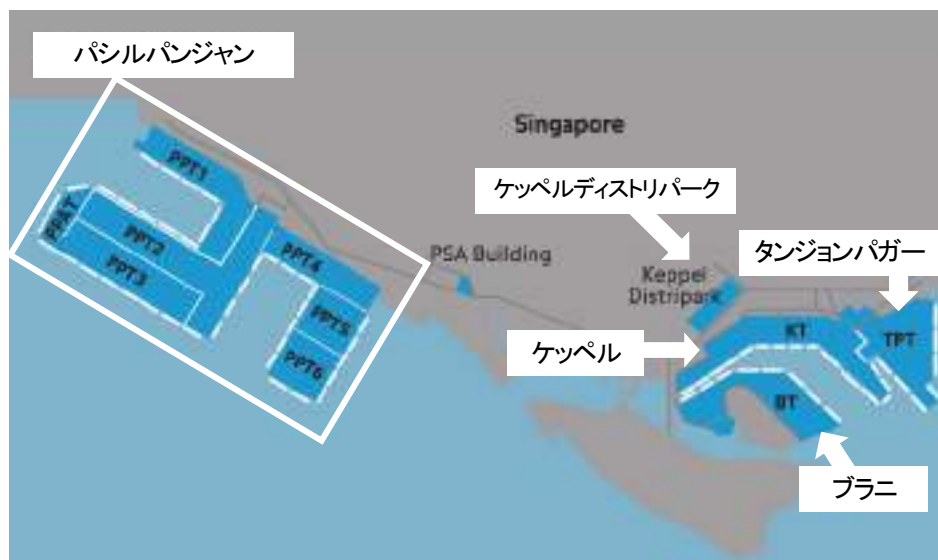 パシルパンジャン
Singapore
ケッペルディストリパーク
タンジョンパガー
PSA Building
Keppel
Distripark
ケッペル
ブラニ
PPT1
PPAT
PPT2
PPT3
PPT4
PPT5
PPT6
KT
TPT
BT